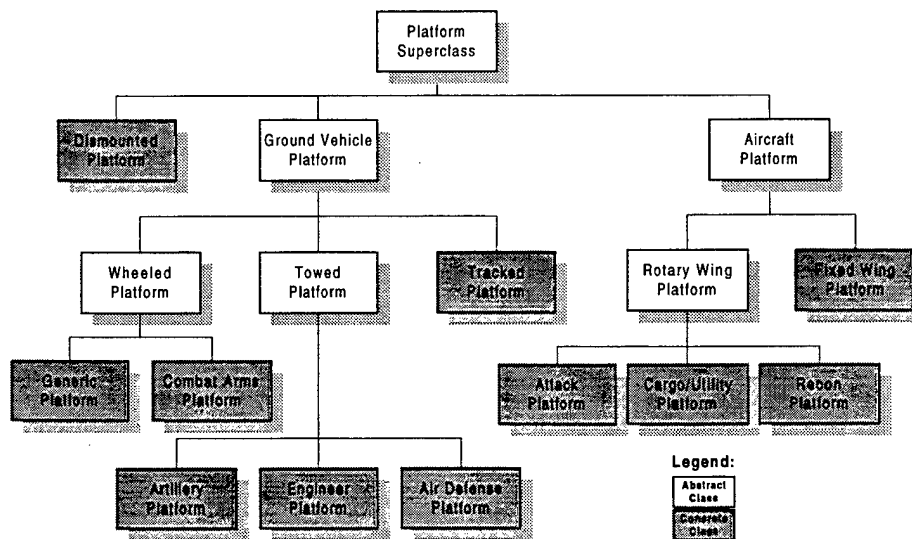 Platform
Superclass
Dismounted
Platform
Ground Vehicle
Platform
Aircraft
Platform
Wheeled
Platform
Towed
Platform
Tracked
Platform
Rotary Wing
Platform
Fixed Wing
Platform
Generic
Platform
Combat Arms
Platform
Attack
Platform
Cargo/Utility
Platform
Recon
Platform
Artillery
Platform
Engineer
Platform
Air Defense
Platform
Legend:
Abstract
Class
Concrete
Class